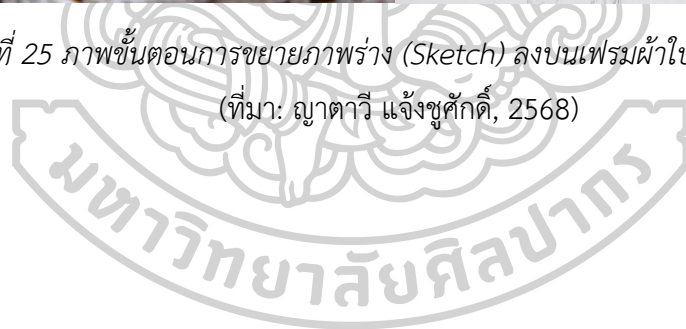 ที่ 25 ภาพขั้นตอนการขยายภาพร่าง (Sketch) ลงบนเฟรมผ้าใบ
(ที่มา: ญาตาวี แจ้งชูศักดิ์, 2568)
มหาวิทยาลัยศิลปากร